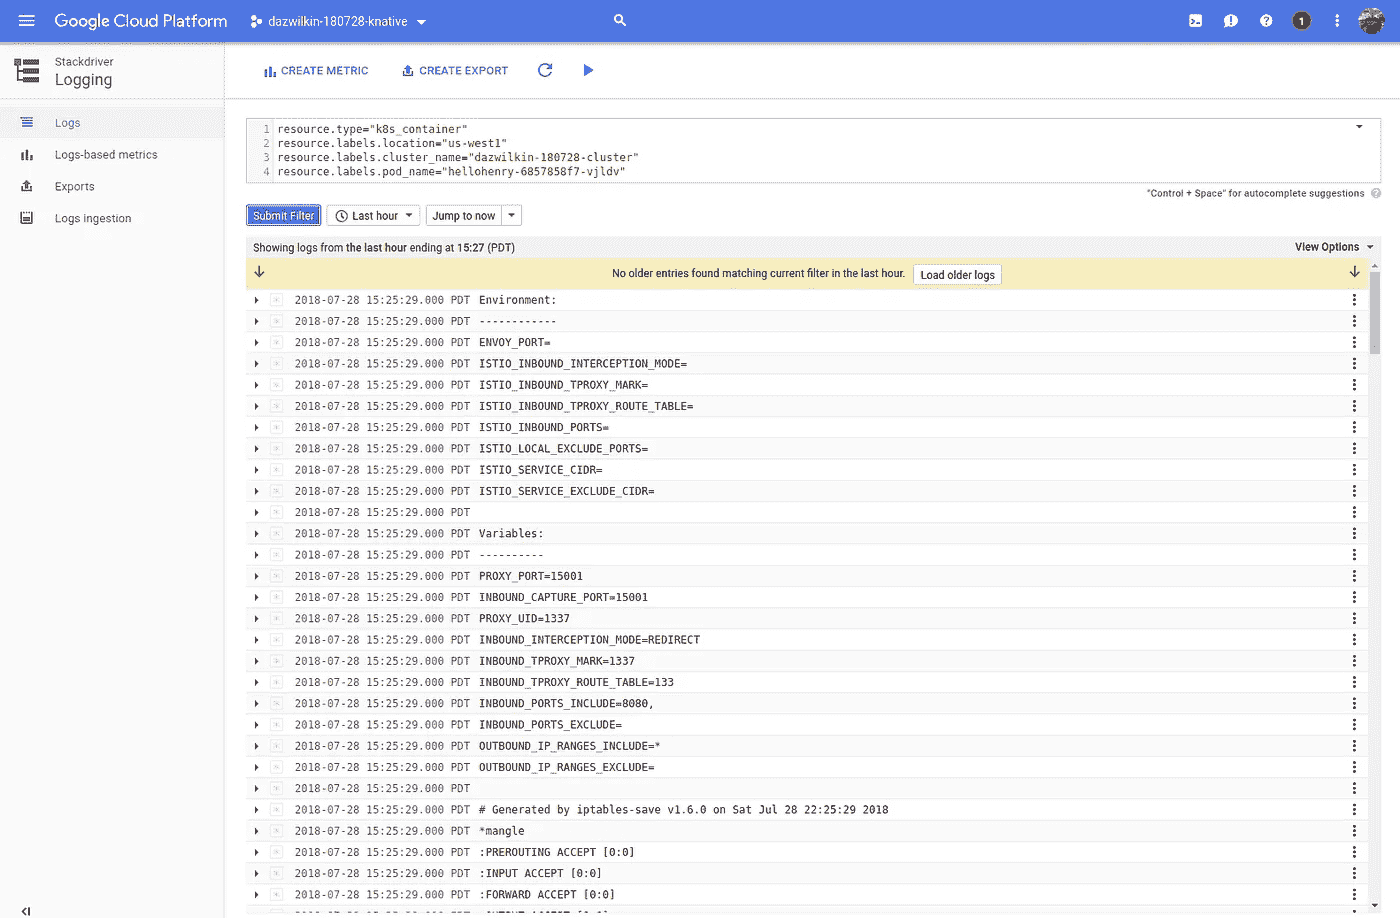 Google Cloud Platform
dazwilkin-180728-knative
1
Stackdriver
Logging
CREATE METRIC
CREATE EXPORT
Logs
Logs-based metrics
Exports
Logs ingestion
1 resource.type="k8s_container"
2 resource.labels.location="us-west1"
3 resource.labels.cluster_name="dazwilkin-180728-cluster"
4 resource.labels.pod_name="hellohenry-6857858f7-vjldv"
"Control + Space" for autocomplete suggestions
Submit Filter
Last hour
Jump to now
Showing logs from the last hour ending at 15:27 (PDT)
View Options
No older entries found matching current filter in the last hour.
Load older logs
2018-07-28 15:25:29.000 PDT Environment:
2018-07-28 15:25:29.000 PDT ------------
2018-07-28 15:25:29.000 PDT ENVOY_PORT=
2018-07-28 15:25:29.000 PDT ISTIO_INBOUND_INTERCEPTION_MODE=
2018-07-28 15:25:29.000 PDT ISTIO_INBOUND_TPROXY_MARK=
2018-07-28 15:25:29.000 PDT ISTIO_INBOUND_TPROXY_ROUTE_TABLE=
2018-07-28 15:25:29.000 PDT ISTIO_INBOUND_PORTS=
2018-07-28 15:25:29.000 PDT ISTIO_LOCAL_EXCLUDE_PORTS=
2018-07-28 15:25:29.000 PDT ISTIO_SERVICE_CIDR=
2018-07-28 15:25:29.000 PDT ISTIO_SERVICE_EXCLUDE_CIDR=
2018-07-28 15:25:29.000 PDT
2018-07-28 15:25:29.000 PDT Variables:
2018-07-28 15:25:29.000 PDT ----------
2018-07-28 15:25:29.000 PDT PROXY_PORT=15001
2018-07-28 15:25:29.000 PDT INBOUND_CAPTURE_PORT=15001
2018-07-28 15:25:29.000 PDT PROXY_UID=1337
2018-07-28 15:25:29.000 PDT INBOUND_INTERCEPTION_MODE=REDIRECT
2018-07-28 15:25:29.000 PDT INBOUND_TPROXY_MARK=1337
2018-07-28 15:25:29.000 PDT INBOUND_TPROXY_ROUTE_TABLE=133
2018-07-28 15:25:29.000 PDT INBOUND_PORTS_INCLUDE=8080,
2018-07-28 15:25:29.000 PDT INBOUND_PORTS_EXCLUDE=
2018-07-28 15:25:29.000 PDT OUTBOUND_IP_RANGES_INCLUDE=*
2018-07-28 15:25:29.000 PDT OUTBOUND_IP_RANGES_EXCLUDE=
2018-07-28 15:25:29.000 PDT
2018-07-28 15:25:29.000 PDT # Generated by iptables-save v1.6.0 on Sat Jul 28 22:25:29 2018
2018-07-28 15:25:29.000 PDT *mangle
2018-07-28 15:25:29.000 PDT :PREROUTING ACCEPT [0:0]
2018-07-28 15:25:29.000 PDT :INPUT ACCEPT [0:0]
2018-07-28 15:25:29.000 PDT :FORWARD ACCEPT [0:0]